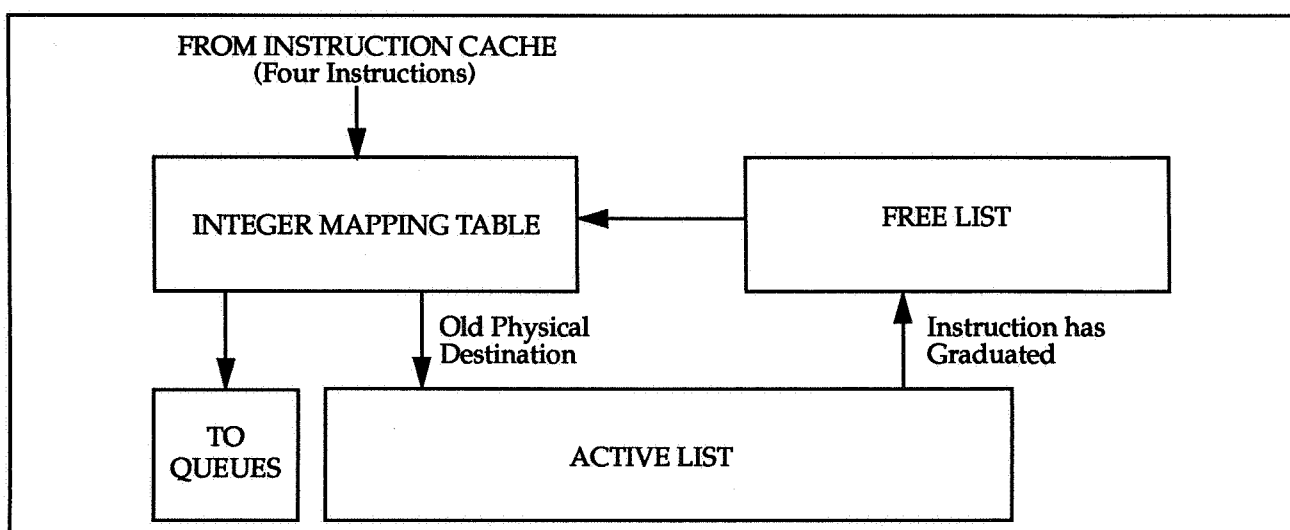 FROM INSTRUCTION CACHE
(Four Instructions)
INTEGER MAPPING TABLE
FREE LIST
Old Physical
Destination
Instruction has
Graduated
TO
QUEUES
ACTIVE LIST